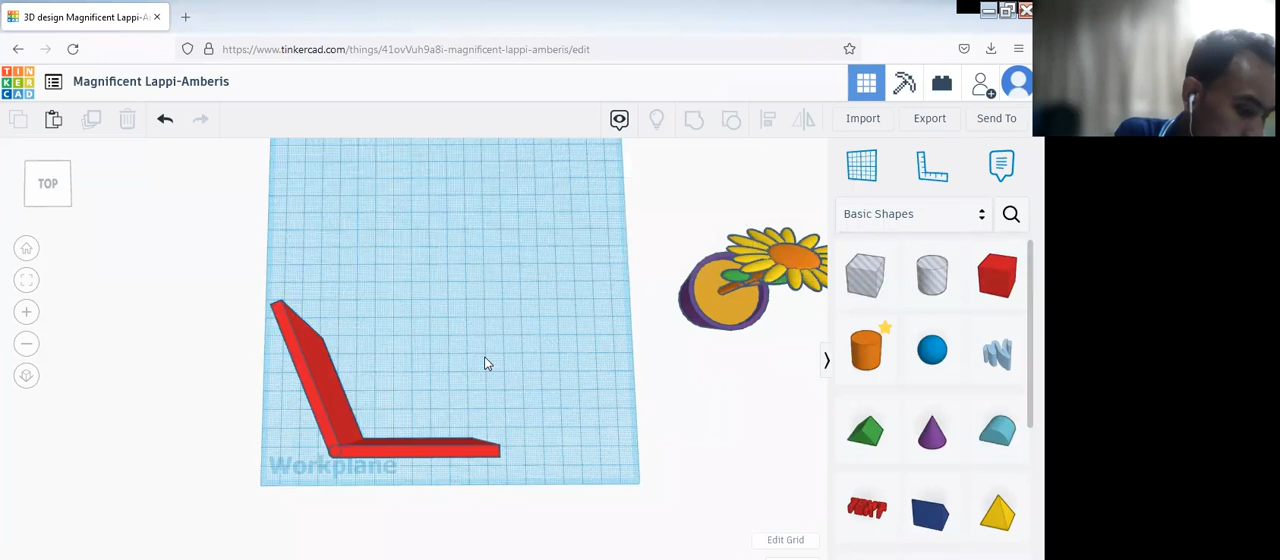 3D design Magnificent Lappi-A
https://www.tinkercad.com/things/41ovVuh9a8i-magnificent-lappi-amberis/edit
TIN
KER
CAD
Magnificent Lappi-Amberis
Import
Export
Send To
TOP
Basic Shapes
TEXT
Workplane
Edit Grid